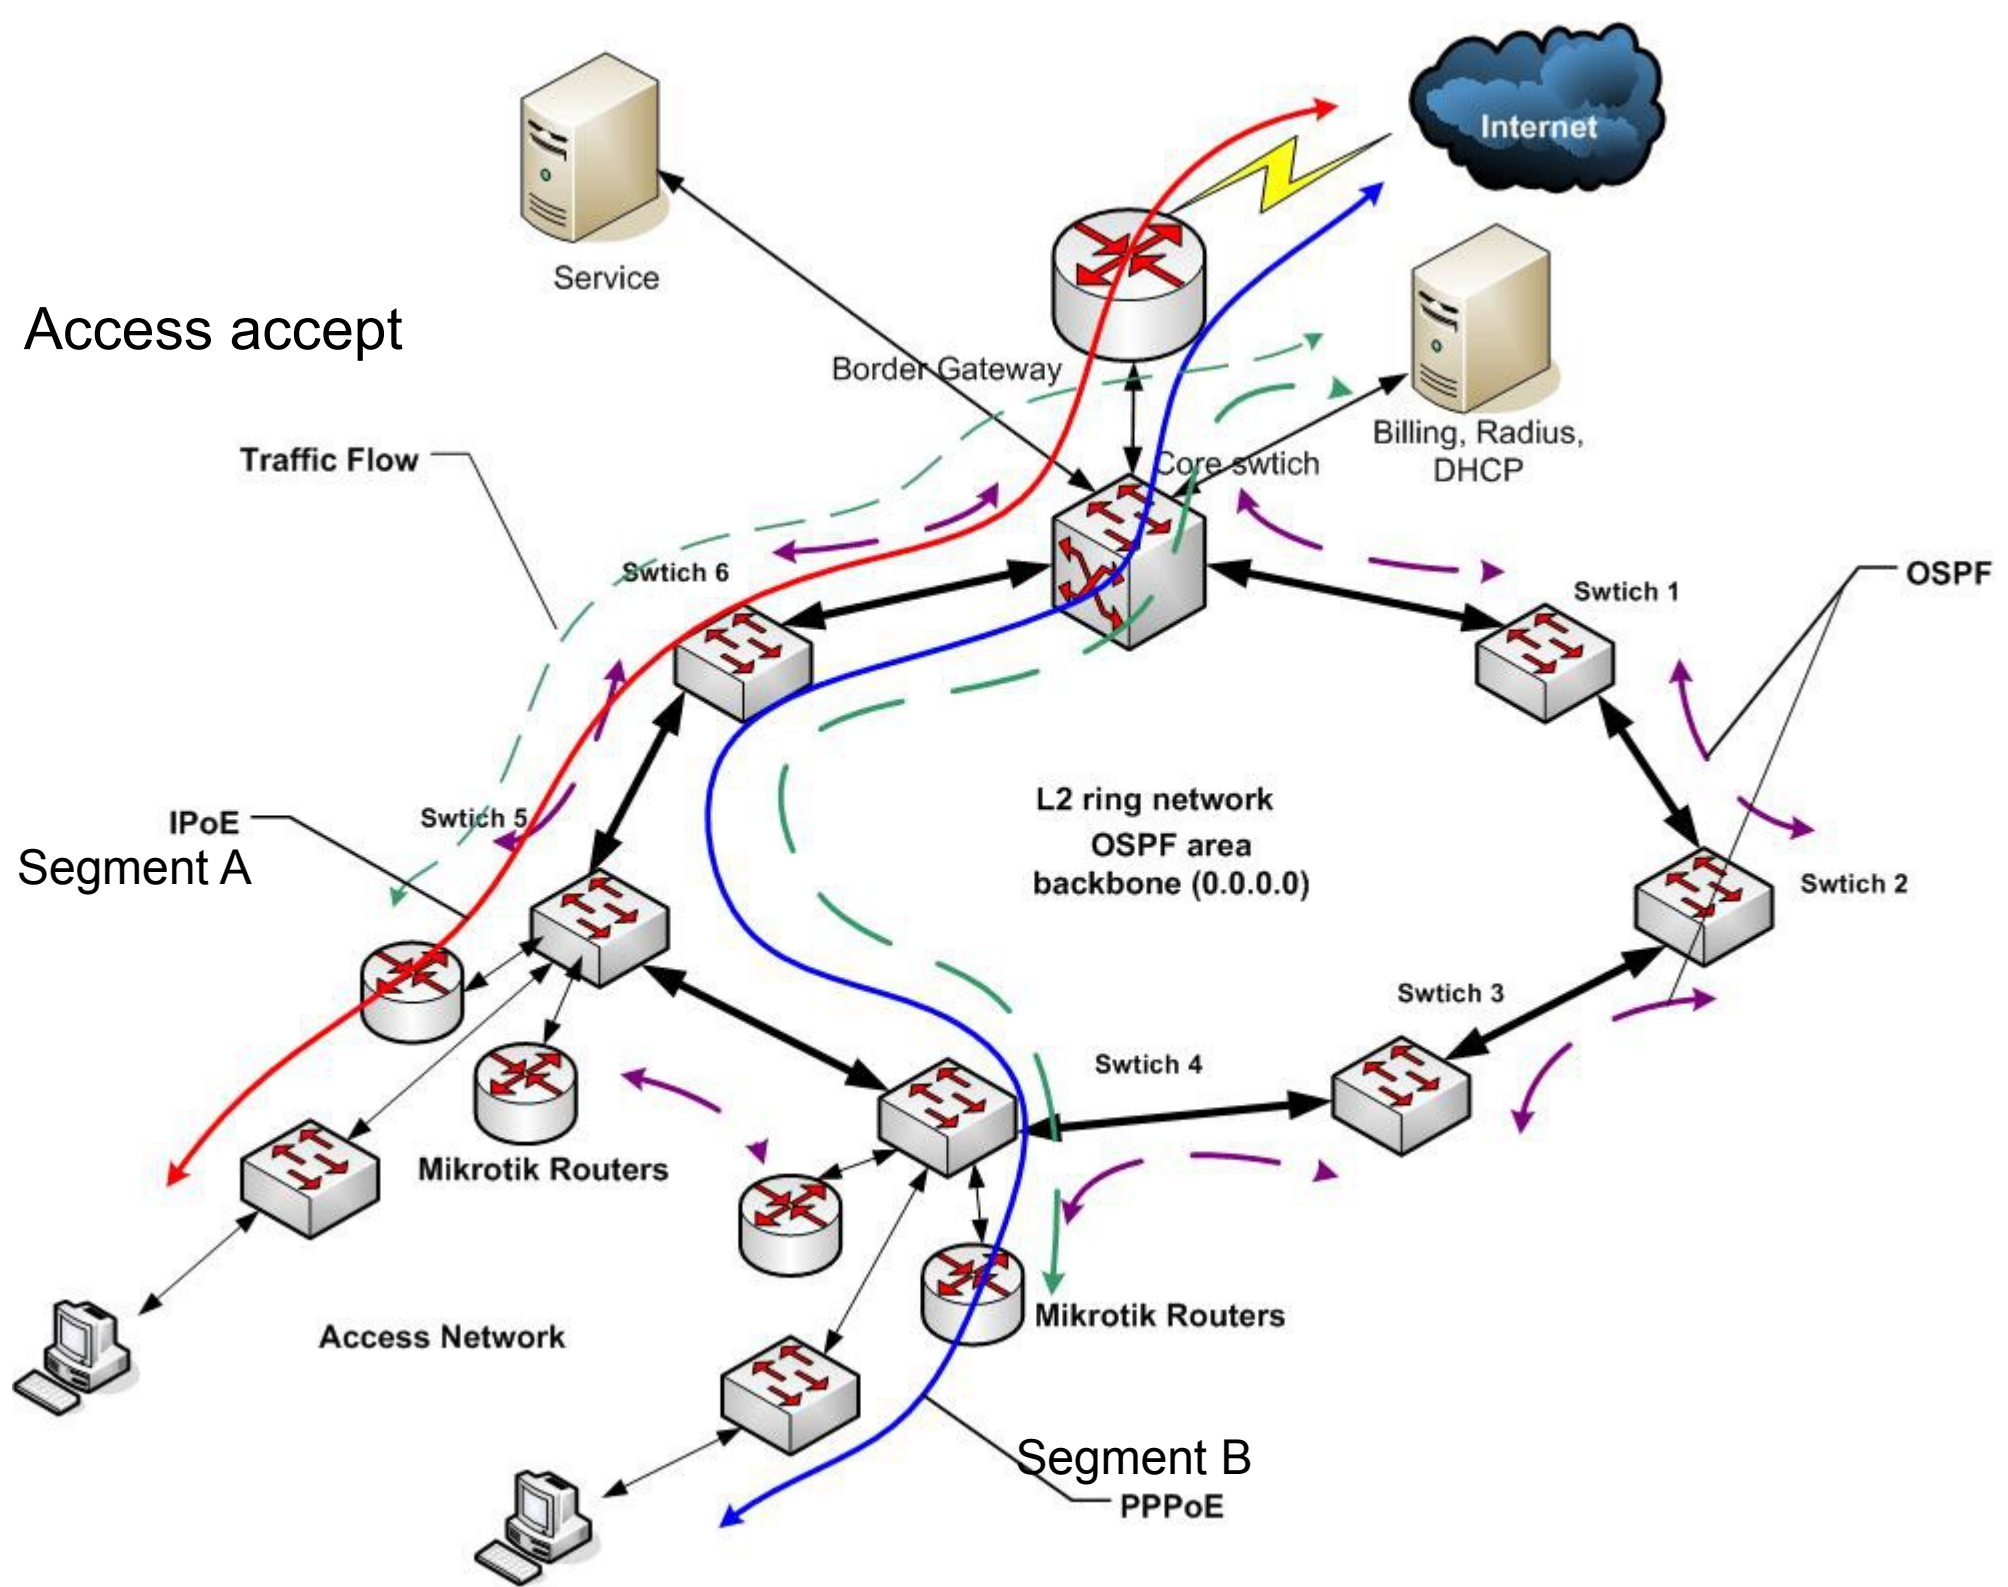 Internet
Service
Access accept
Border Gateway
Billing, Radius,
DHCP
Core swtich
Traffic Flow
Swtich 6
OSPF
Swtich 1
L2 ring network
OSPF area
backbone (0.0.0.0)
IPoE
Swtich 5
Segment A
Swtich 2
Swtich 3
Swtich 4
Mikrotik Routers
Mikrotik Routers
Access Network
Segment B
PPPoE